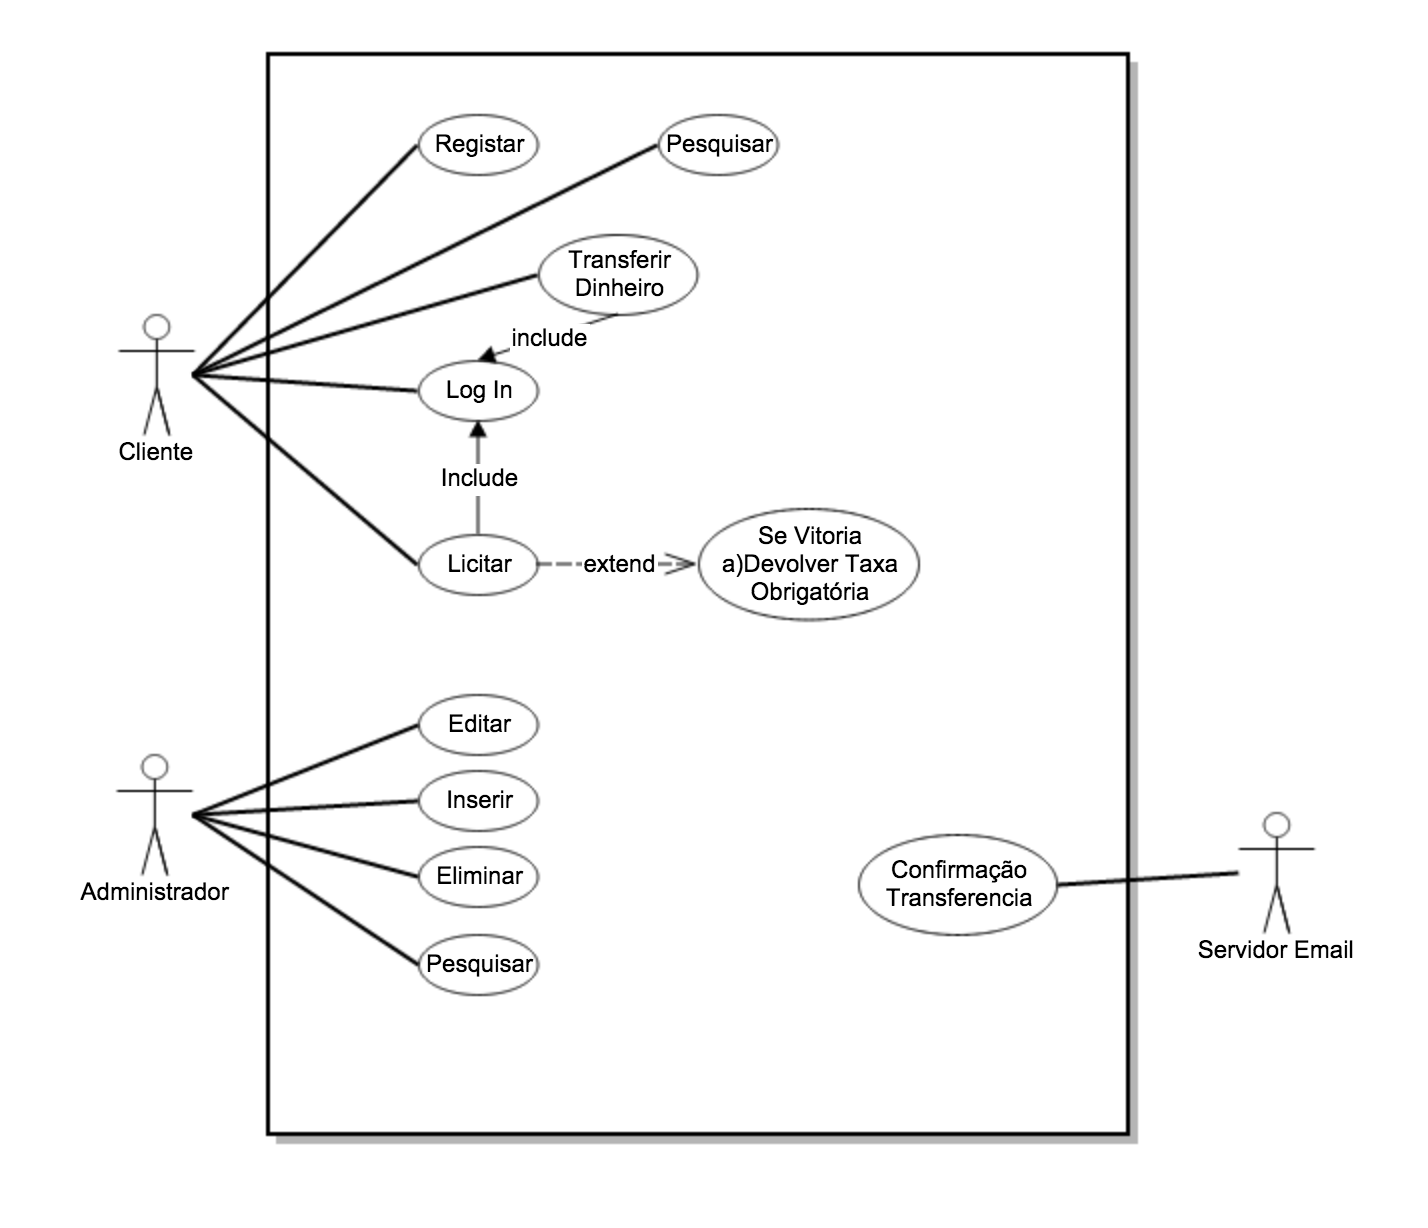 Registar
Pesquisar
Transferir
Dinheiro
include
Log In
Cliente
Include
Licitar
extend
Se Vitoria
a)Devolver Taxa
Obrigatória
Editar
Inserir
Eliminar
Administrador
Pesquisar
Confirmação
Transferencia
Servidor Email